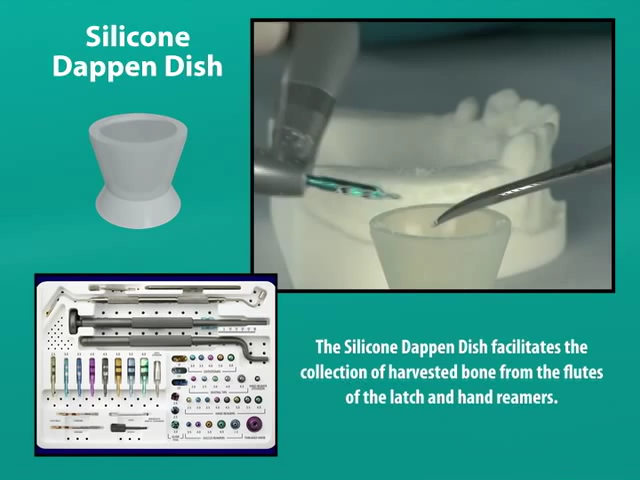 Silicone
Dappen Dish
The Silicone Dappen Dish facilitates the
collection of harvested bone from the flutes
of the latch and hand reamers.